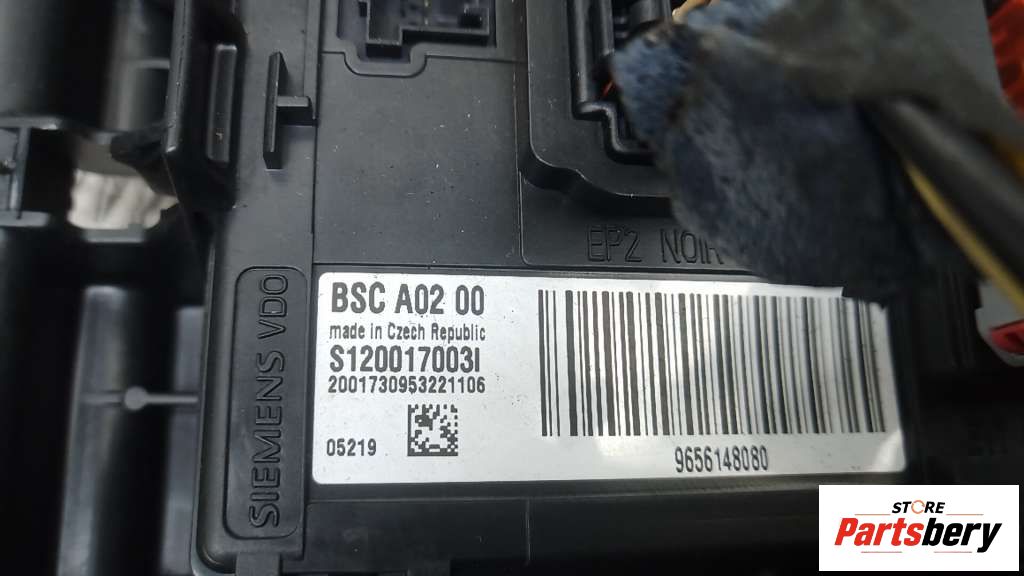 EP2 NOIR
SIEMENS VDO
BSC A02 00
made in Czech Republic
S120017003I
2001730953221106
05219
9656148080
STORE
Partsbery